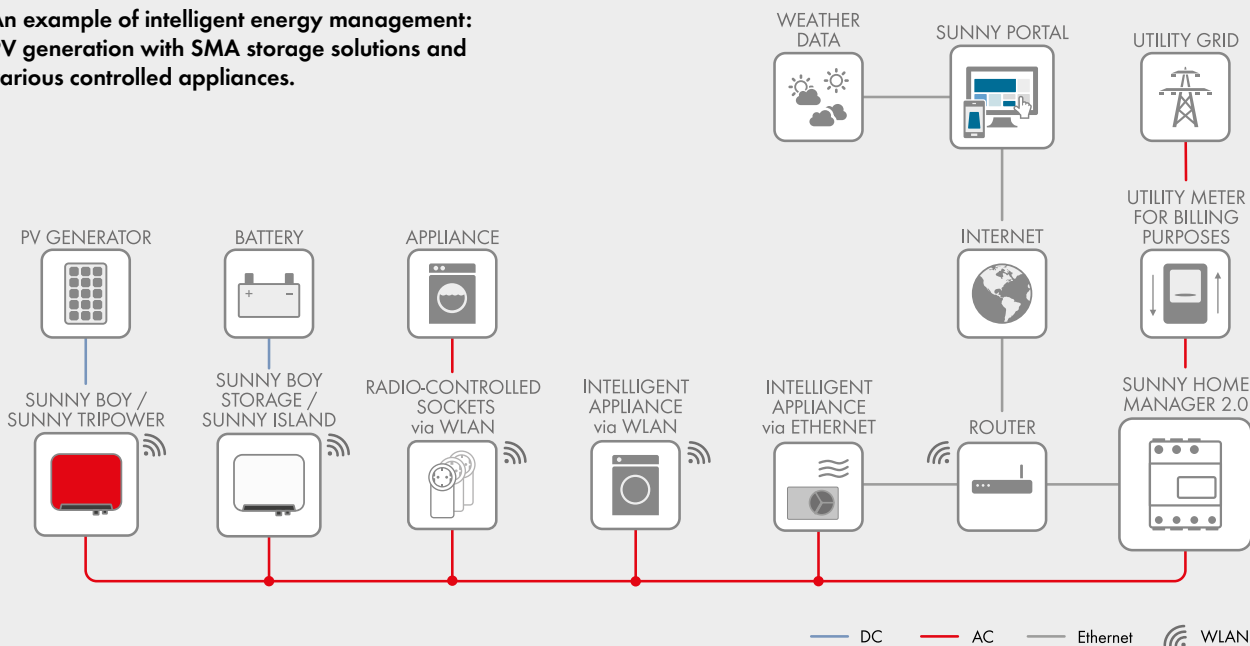 An example of intelligent energy management:
PV generation with SMA storage solutions and
various controlled appliances.
WEATHER
DATA
SUNNY PORTAL
UTILITY GRID
UTILITY METER
FOR BILLING
PURPOSES
PV GENERATOR
BATTERY
APPLIANCE
INTERNET
SUNNY BOY /
SUNNY TRIPOWER
SUNNY BOY
STORAGE /
SUNNY ISLAND
RADIO-CONTROLLED
SOCKETS
via WLAN
INTELLIGENT
APPLIANCE
via WLAN
INTELLIGENT
APPLIANCE
via ETHERNET
ROUTER
SUNNY HOME
MANAGER 2.0
DC
AC
Ethernet
WLAN